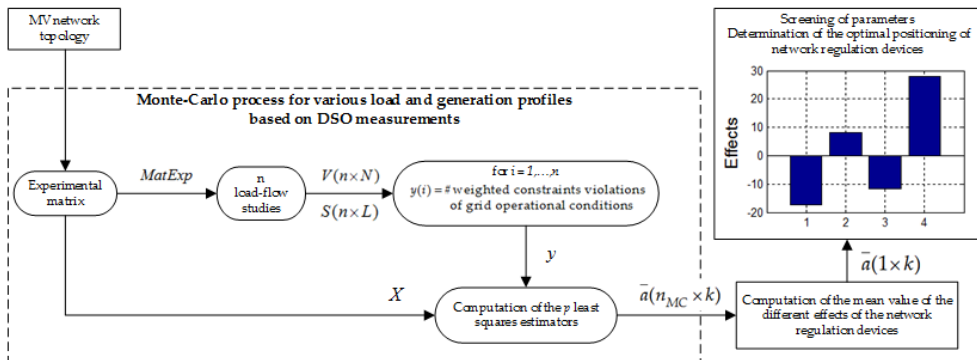 MV network
topology
Screening of parameters
Determination of the optimal positioning of
network regulation devices
30
20
10
0
-10
-20
Effects
1 2 3 4
Monte-Carlo process for various load and generation profiles
based on DSO measurements
Experimental
matrix
MatExp
n
load-flow
studies
V(n×N)
S(n×L)
for i = 1,…,n
y(i) = # weighted constraints violations
of grid operational conditions
y
X
Computation of the p least
squares estimators
a̅(n_MC × k)
a̅(1×k)
Computation of the mean value of the
different effects of the network
regulation devices